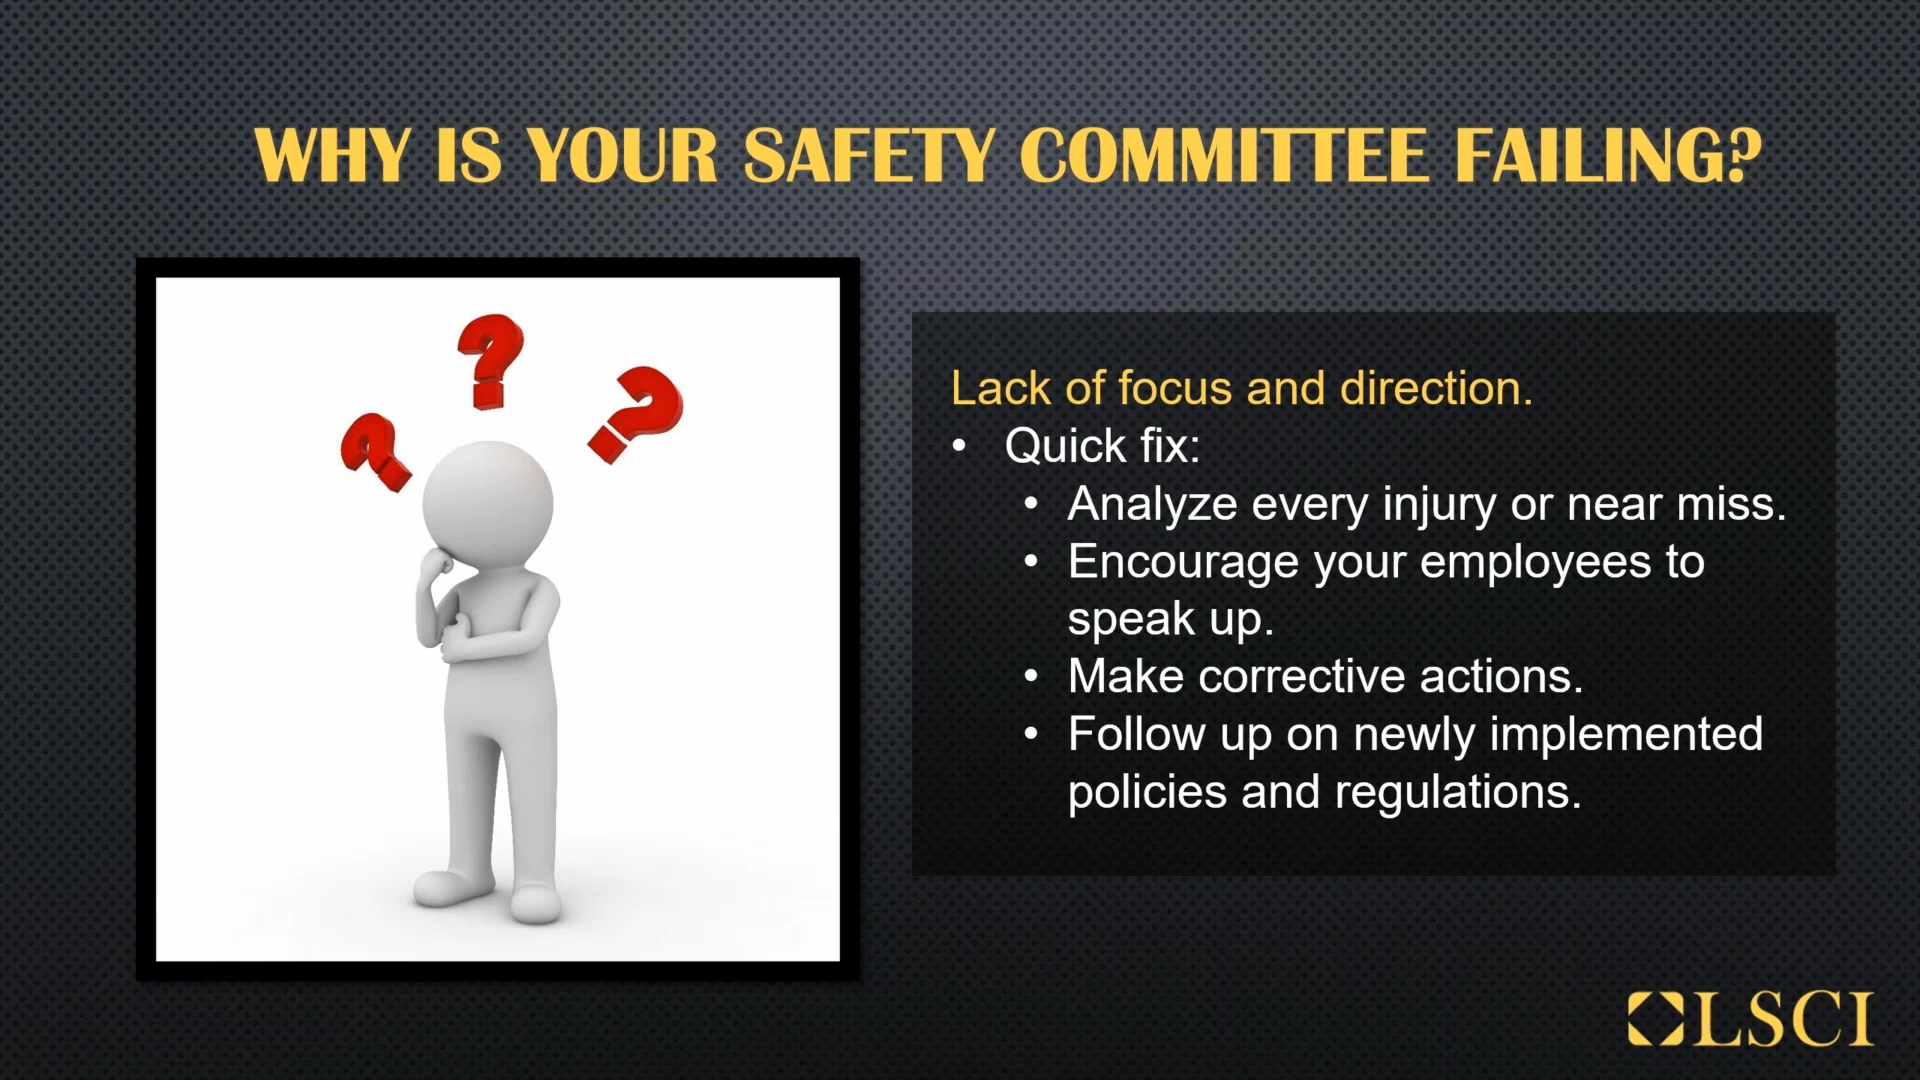 WHY IS YOUR SAFETY COMMITTEE FAILING?
Lack of focus and direction.
• Quick fix:
• Analyze every injury or near miss.
• Encourage your employees to
speak up.
• Make corrective actions.
• Follow up on newly implemented
policies and regulations.
LSCI